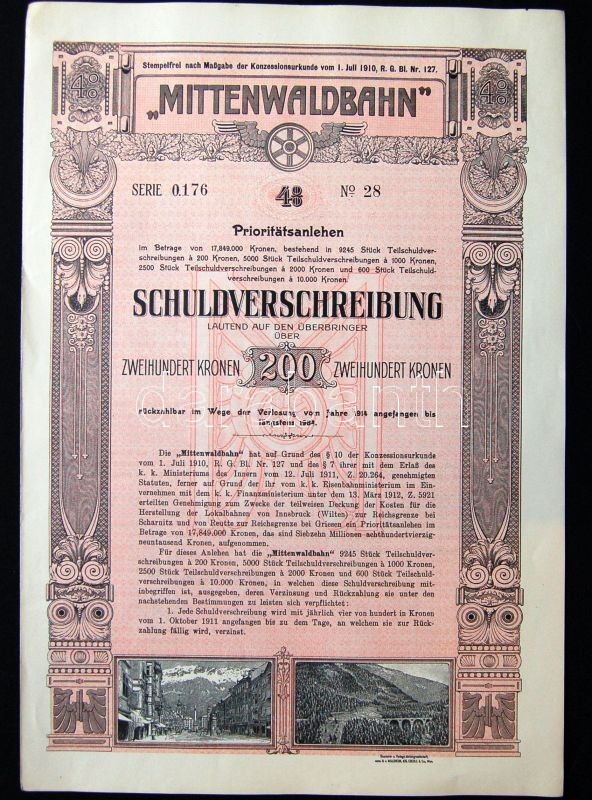 4%
Stempelfrei nach Maßgabe der Konzessionsurkunde vom 1. Juli 1910, R. G. Bl. Nr. 127.
4%
„MITTENWALDBAHN“
SERIE 0.176
4%
No 28
Prioritätsanlehen
im Betrage von 17,849.000 Kronen, bestehend in 9245 Stück Teilschuldver-
schreibungen à 200 Kronen, 5000 Stück Teilschuldverschreibungen à 1000 Kronen,
2500 Stück Teilschuldverschreibungen à 2000 Kronen und 600 Stück Teilschuld-
verschreibungen à 10.000 Kronen.
SCHULDVERSCHREIBUNG
LAUTEND AUF DEN ÜBERBRINGER
ÜBER
ZWEIHUNDERT KRONEN 200 ZWEIHUNDERT KRONEN
darabanth
rückzahlbar im Wege der Verlosung vom Jahre 1914 angefangen bis
längstens 1984.
Die „Mittenwaldbahn“ hat auf Grund des § 10 der Konzessionsurkunde
vom 1. Juli 1910, R. G. Bl. Nr. 127 und des § 7 ihrer mit dem Erlaß des
k. k. Ministeriums des Innern vom 12. Juli 1911, Z. 20.264, genehmigten
Statuten, ferner auf Grund der ihr vom k. k. Eisenbahnministerium im Ein-
vernehmen mit dem k. k. Finanzministerium unter dem 13. März 1912, Z. 5921
erteilten Genehmigung zum Zwecke der teilweisen Deckung der Kosten für die
Herstellung der Lokalbahnen von Innsbruck (Wilten) zur Reichsgrenze bei
Scharnitz und von Reutte zur Reichsgrenze bei Griesen ein Prioritätsanlehen im
Betrage von 17,849.000 Kronen, das sind Siebzehn Millionen achthundertvierzig-
neuntausend Kronen, aufgenommen.
Für dieses Anlehen hat die „Mittenwaldbahn“ 9245 Stück Teilschuldver-
schreibungen à 200 Kronen, 5000 Stück Teilschuldverschreibungen à 1000 Kronen,
2500 Stück Teilschuldverschreibungen à 2000 Kronen und 600 Stück Teilschuld-
verschreibungen à 10.000 Kronen, in welchen diese Schuldverschreibung mit-
inbegriffen ist, ausgegeben, deren Verzinsung und Rückzahlung sie unter den
nachstehenden Bestimmungen zu leisten sich verpflichtet:
1. Jede Schuldverschreibung wird mit jährlich vier von hundert in Kronen
vom 1. Oktober 1911 angefangen bis zu dem Tage, an welchem sie zur Rück-
zahlung fällig wird, verzinst.